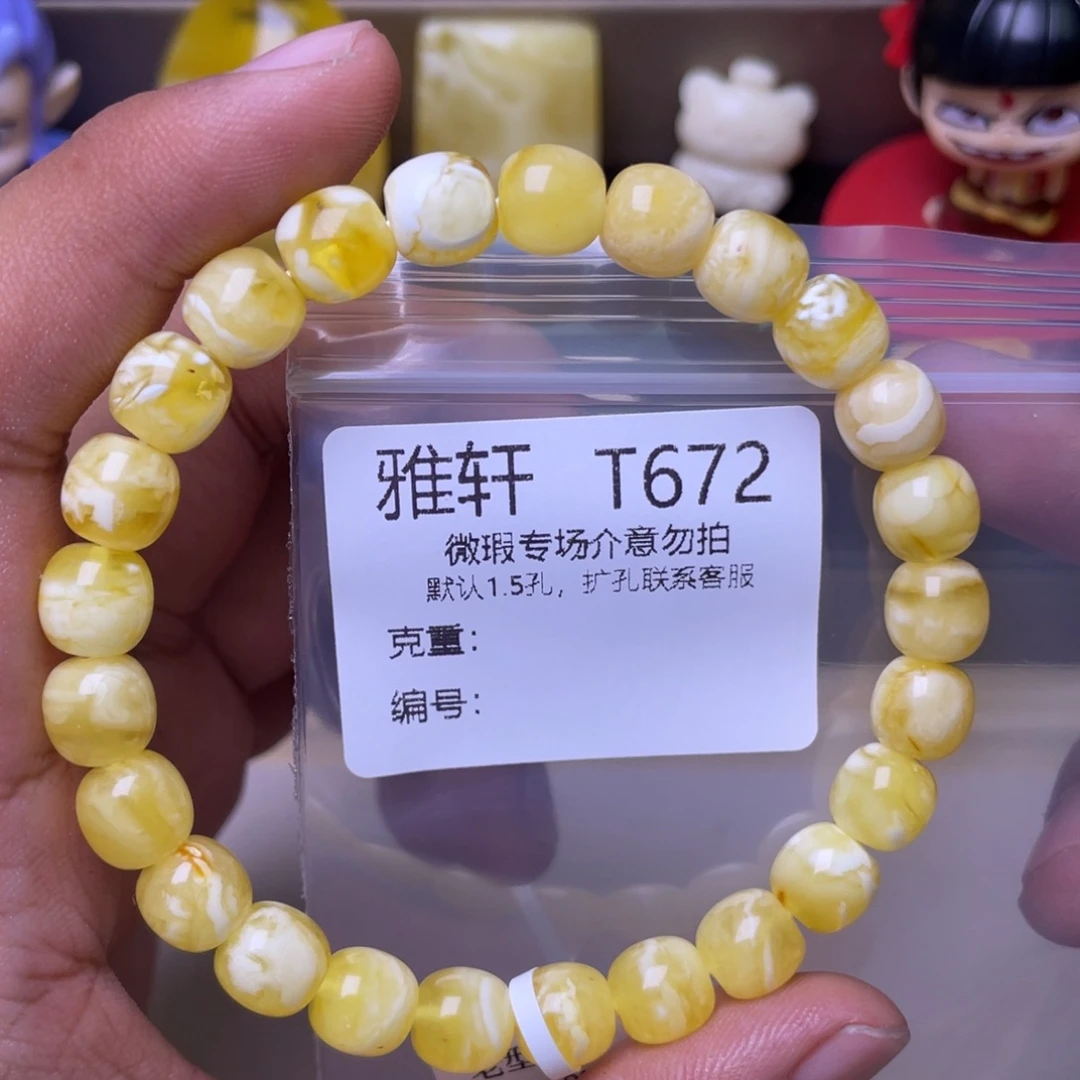 雅轩 T672
微瑕专场介意勿拍
默认1.5孔，扩孔联系客服
克重：
编号：